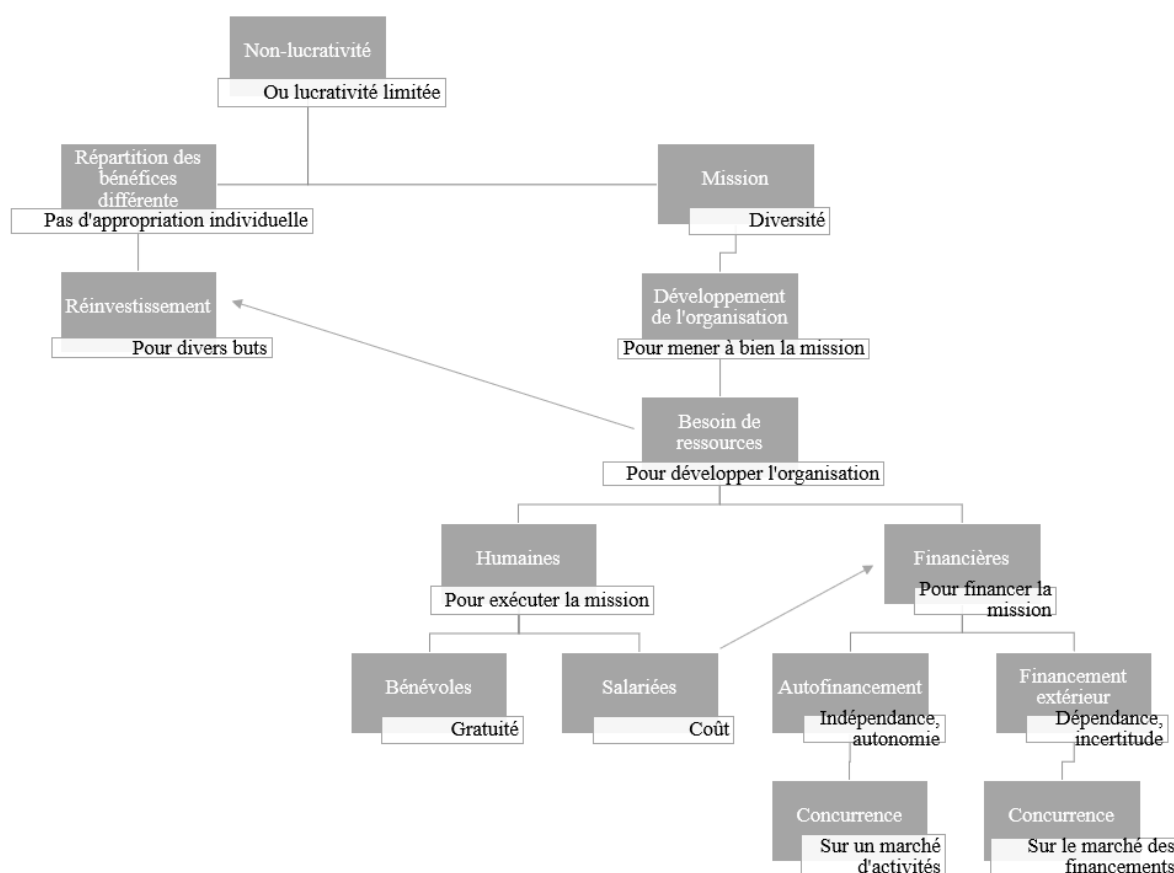 Non-lucrativité
Ou lucrativité limitée
Répartition des
bénéfices
différente
Pas d'appropriation individuelle
Mission
Diversité
Réinvestissement
Pour divers buts
Développement
de l'organisation
Pour mener à bien la mission
Besoin de
ressources
Pour développer l'organisation
Humaines
Pour exécuter la mission
Financières
Pour financer la
mission
Bénévoles
Gratuité
Salariées
Coût
Autofinancement
Indépendance,
autonomie
Financement
extérieur
Dépendance,
incertitude
Concurrence
Sur un marché
d'activités
Concurrence
Sur le marché des
financements